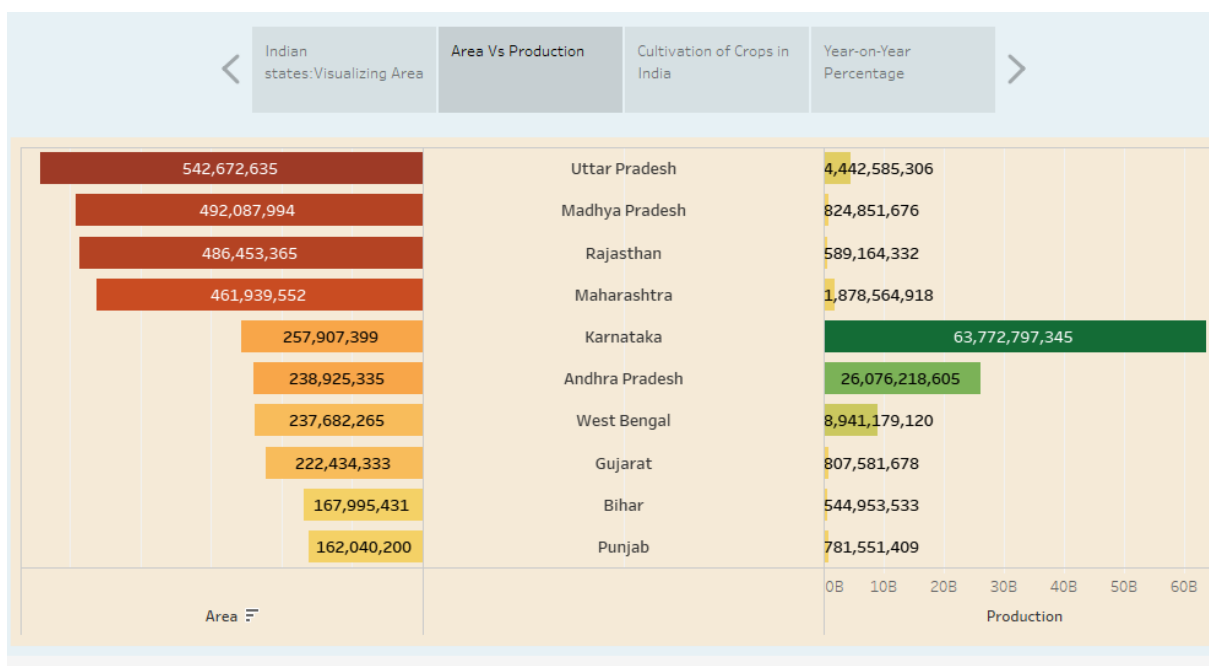 Indian
states:Visualizing Area
Area Vs Production
Cultivation of Crops in
India
Year-on-Year
Percentage
542,672,635 Uttar Pradesh 4,442,585,306
492,087,994 Madhya Pradesh 824,851,676
486,453,365 Rajasthan 589,164,332
461,939,552 Maharashtra 1,878,564,918
257,907,399 Karnataka 63,772,797,345
238,925,335 Andhra Pradesh 26,076,218,605
237,682,265 West Bengal 8,941,179,120
222,434,333 Gujarat 807,581,678
167,995,431 Bihar 544,953,533
162,040,200 Punjab 781,551,409
0B 10B 20B 30B 40B 50B 60B
Area Production